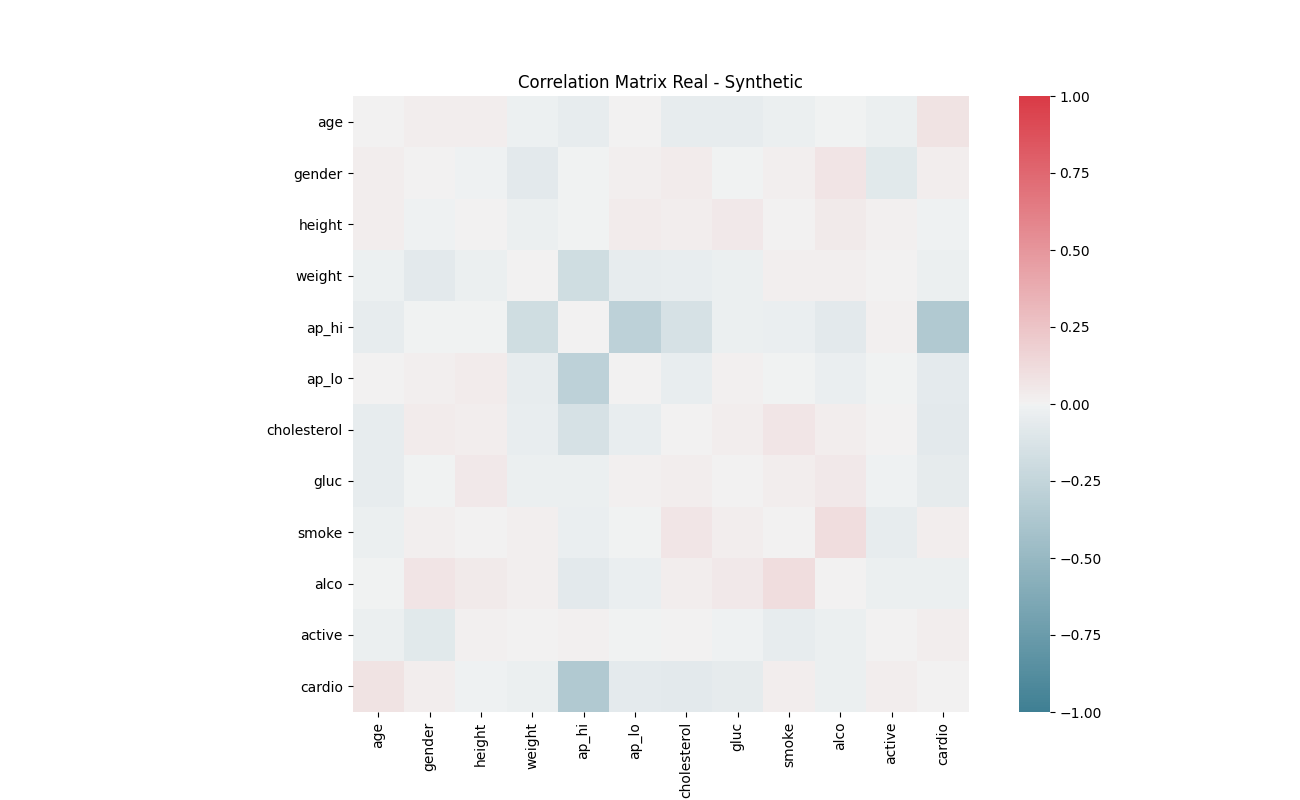 Correlation Matrix Real - Synthetic
age
gender
height
weight
ap_hi
ap_lo
cholesterol
gluc
smoke
alco
active
cardio
age
gender
height
weight
ap_hi
ap_lo
cholesterol
gluc
smoke
alco
active
cardio
1.00
0.75
0.50
0.25
0.00
−0.25
−0.50
−0.75
−1.00